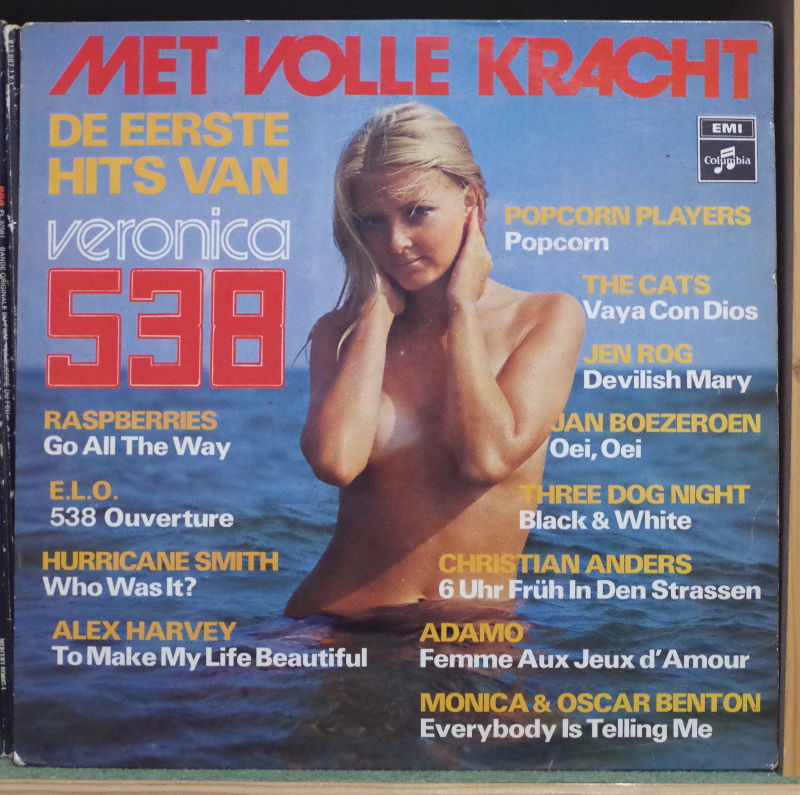 MET VOLLE KRACHT
DE EERSTE
HITS VAN
veronica
538
EMI
Columbia
RASPBERRIES
Go All The Way
E.L.O.
538 Ouverture
HURRICANE SMITH
Who Was It?
ALEX HARVEY
To Make My Life Beautiful
POPCORN PLAYERS
Popcorn
THE CATS
Vaya Con Dios
JEN ROG
Devilish Mary
JAN BOEZEROEN
Oei, Oei
THREE DOG NIGHT
Black & White
CHRISTIAN ANDERS
6 Uhr Früh In Den Strassen
ADAMO
Femme Aux Jeux d'Amour
MONICA & OSCAR BENTON
Everybody Is Telling Me